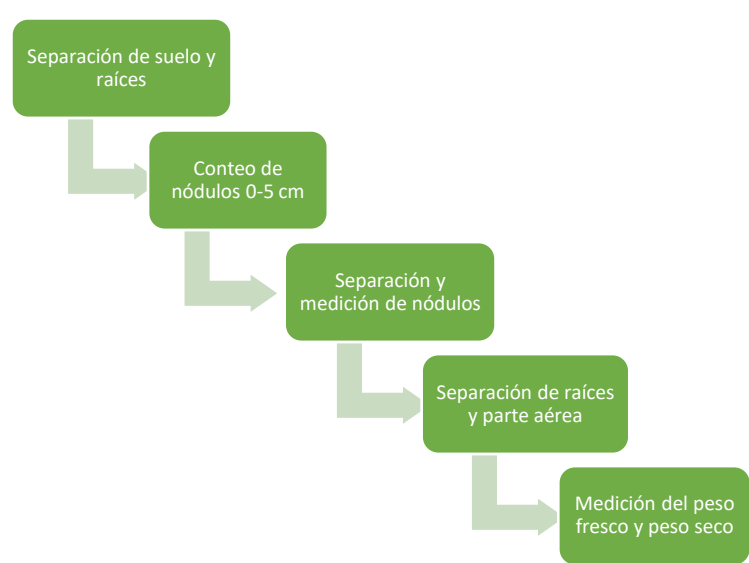 Separación de suelo y
raíces
Conteo de
nódulos 0-5 cm
Separación y
medición de nódulos
Separación de raíces
y parte aérea
Medición del peso
fresco y peso seco